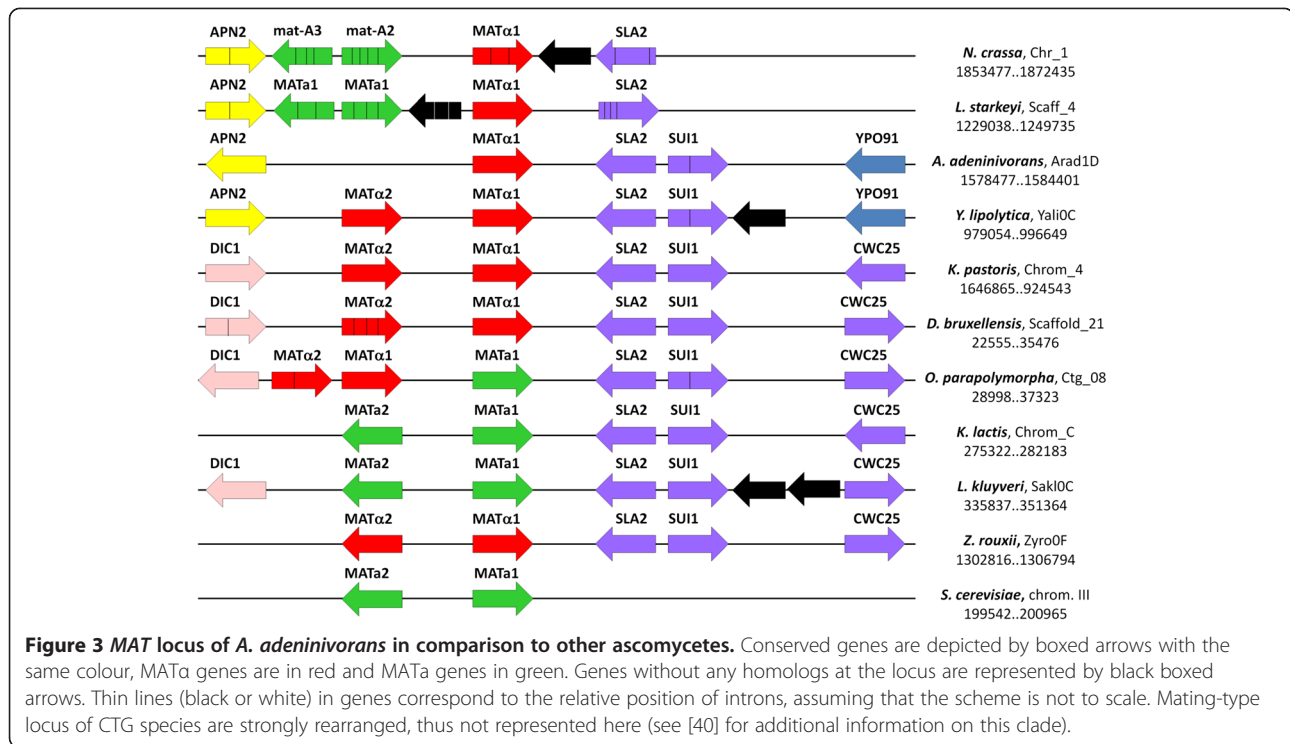 APN2 mat-A3 mat-A2 MATα1 SLA2
N. crassa, Chr_1
1853477..1872435
APN2 MATa1 MATa1 MATα1 SLA2
L. starkeyi, Scaff_4
1229038..1249735
APN2 MATα1 SLA2 SUI1 YPO91
A. adeninivorans, Arad1D
1578477..1584401
APN2 MATα2 MATα1 SLA2 SUI1 YPO91
Y. lipolytica, Yali0C
979054..996649
DIC1 MATα2 MATα1 SLA2 SUI1 CWC25
K. pastoris, Chrom_4
1646865..924543
DIC1 MATα2 MATα1 SLA2 SUI1 CWC25
D. bruxellensis, Scaffold_21
22555..35476
DIC1 MATα2 MATα1 MATa1 SLA2 SUI1 CWC25
O. parapolymorpha, Ctg_08
28998..37323
MATa2 MATa1 SLA2 SUI1 CWC25
K. lactis, Chrom_C
275322..282183
DIC1 MATa2 MATa1 SLA2 SUI1 CWC25
L. kluyveri, Sakl0C
335837..351364
MATα2 MATα1 SLA2 SUI1 CWC25
Z. rouxii, Zyro0F
1302816..1306794
MATa2 MATa1
S. cerevisiae, chrom. III
199542..200965
Figure 3 MAT locus of A. adeninivorans in comparison to other ascomycetes. Conserved genes are depicted by boxed arrows with the
same colour, MATα genes are in red and MATa genes in green. Genes without any homologs at the locus are represented by black boxed
arrows. Thin lines (black or white) in genes correspond to the relative position of introns, assuming that the scheme is not to scale. Mating-type
locus of CTG species are strongly rearranged, thus not represented here (see [40] for additional information on this clade).